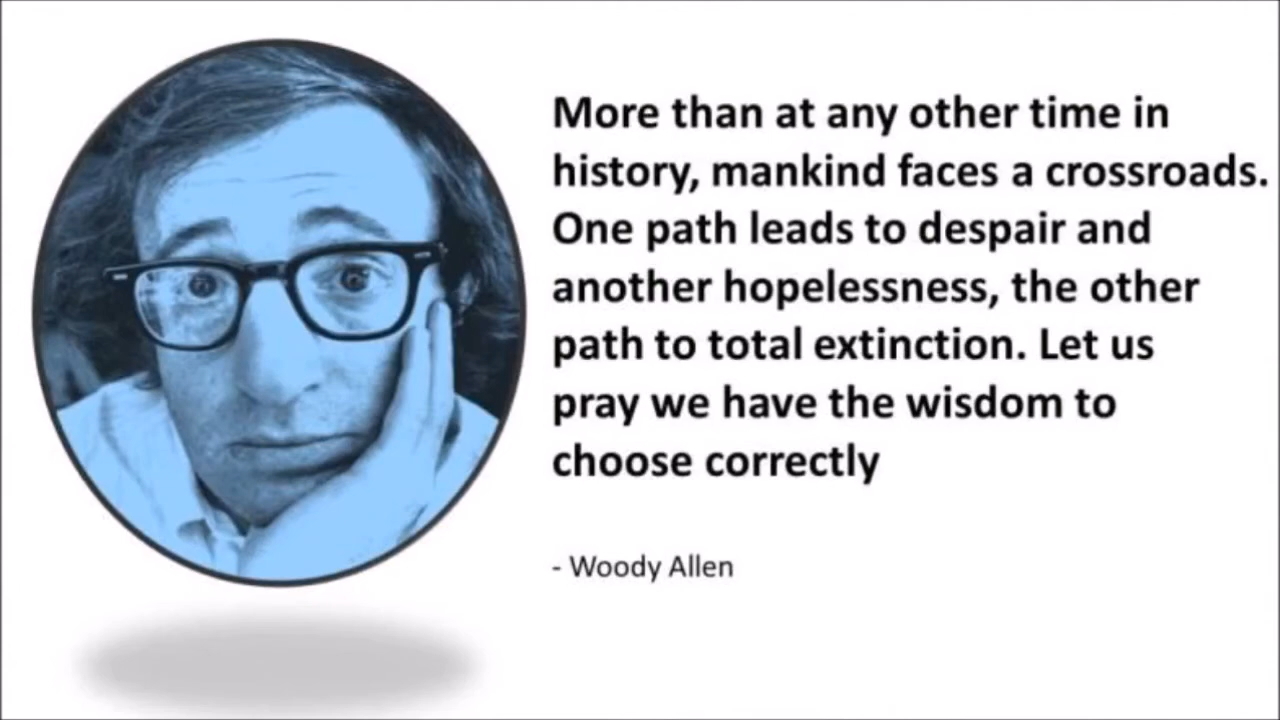 More than at any other time in
history, mankind faces a crossroads.
One path leads to despair and
another hopelessness, the other
path to total extinction. Let us
pray we have the wisdom to
choose correctly
- Woody Allen